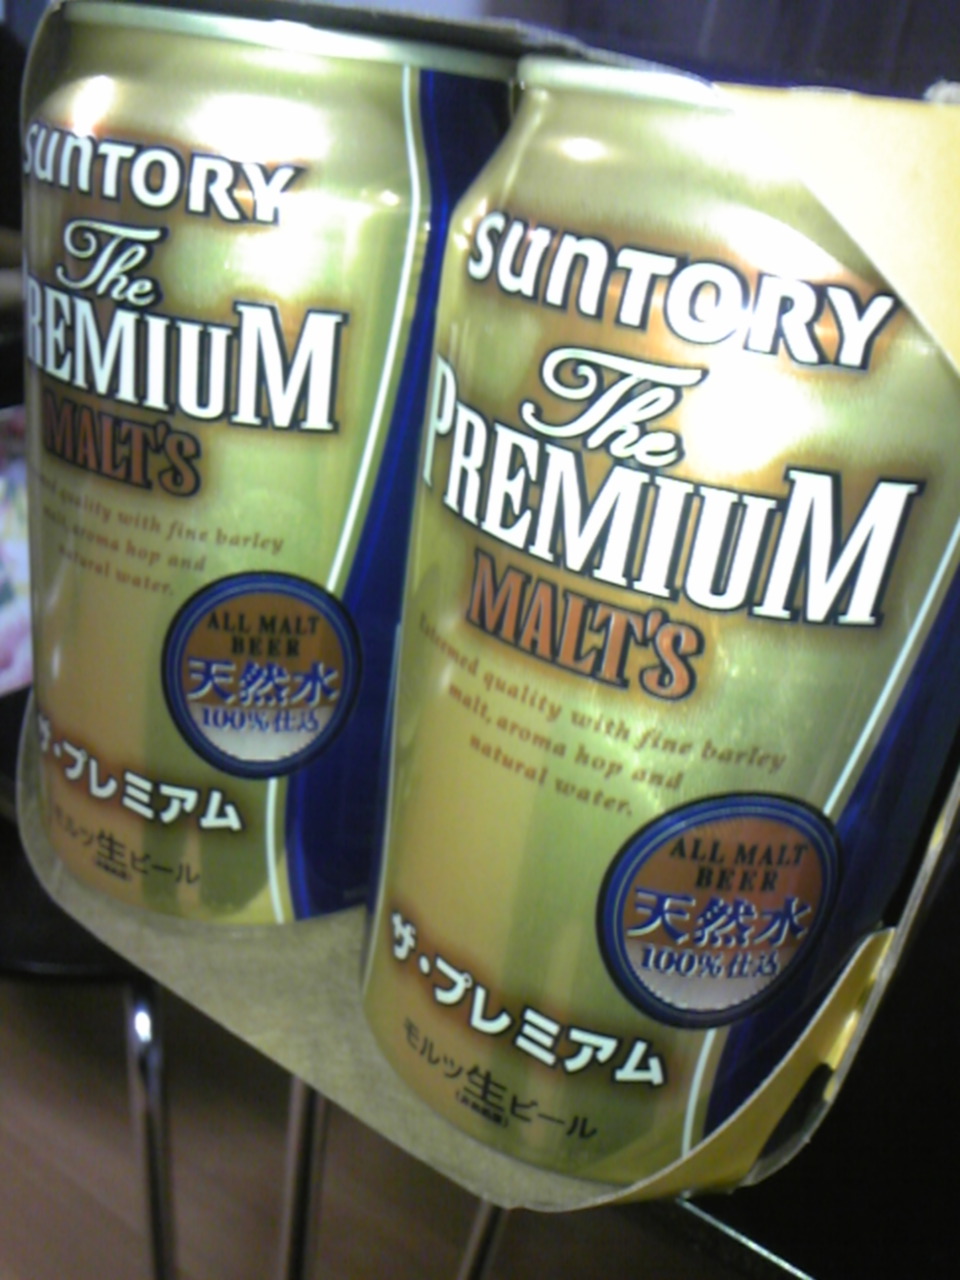 SUNTORY
The
PREMIUM
MALT'S
quality with fine barley
malt, aroma hop and
natural water.
ALL MALT
BEER
天然水
100%仕込
ザ・プレミアム
モルツ生ビール
SUNTORY
The
PREMIUM
MALT'S
Esteemed quality with fine barley
malt, aroma hop and
natural water.
ALL MALT
BEER
天然水
100%仕込
ザ・プレミアム
モルツ生ビール